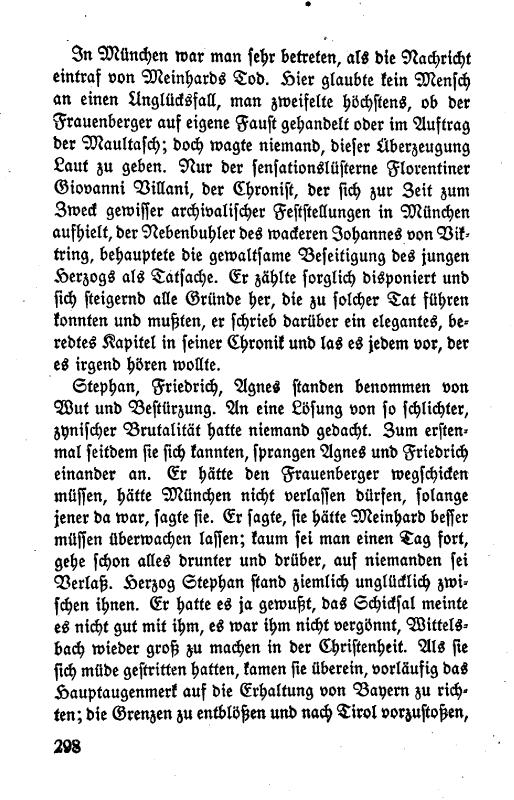 In München war man sehr betreten, als die Nachricht
eintraf von Meinhards Tod. Hier glaubte kein Mensch
an einen Unglücksfall, man zweifelte höchstens, ob der
Frauenberger auf eigene Faust gehandelt oder im Auftrag
der Maultasch; doch wagte niemand, dieser Überzeugung
Laut zu geben. Nur der sensationslüsterne Florentiner
Giovanni Villani, der Chronist, der sich zur Zeit zum
Zweck gewisser archivalischer Feststellungen in München
aufhielt, der Nebenbuhler des wackeren Johannes von Vik-
tring, behauptete die gewaltsame Beseitigung des jungen
Herzogs als Tatsache. Er zählte sorglich disponiert und
sich steigernd alle Gründe her, die zu solcher Tat führen
konnten und mußten, er schrieb darüber ein elegantes, be-
redtes Kapitel in seiner Chronik und las es jedem vor, der
es irgend hören wollte.
Stephan, Friedrich, Agnes standen benommen von
Wut und Bestürzung. An eine Lösung von so schlichter,
zynischer Brutalität hatte niemand gedacht. Zum ersten-
mal seitdem sie sich kannten, sprangen Agnes und Friedrich
einander an. Er hätte den Frauenberger wegschicken
müssen, hätte München nicht verlassen dürfen, solange
jener da war, sagte sie. Er sagte, sie hätte Meinhard besser
müssen überwachen lassen; kaum sei man einen Tag fort,
gehe schon alles drunter und drüber, auf niemanden sei
Verlaß. Herzog Stephan stand ziemlich unglücklich zwi-
schen ihnen. Er hatte es ja gewußt, das Schicksal meinte
es nicht gut mit ihm, es war ihm nicht vergönnt, Wittels-
bach wieder groß zu machen in der Christenheit. Als sie
sich müde gestritten hatten, kamen sie überein, vorläufig das
Hauptaugenmerk auf die Erhaltung von Bayern zu rich-
ten; die Grenzen zu entblößen und nach Tirol vorzustoßen,
298